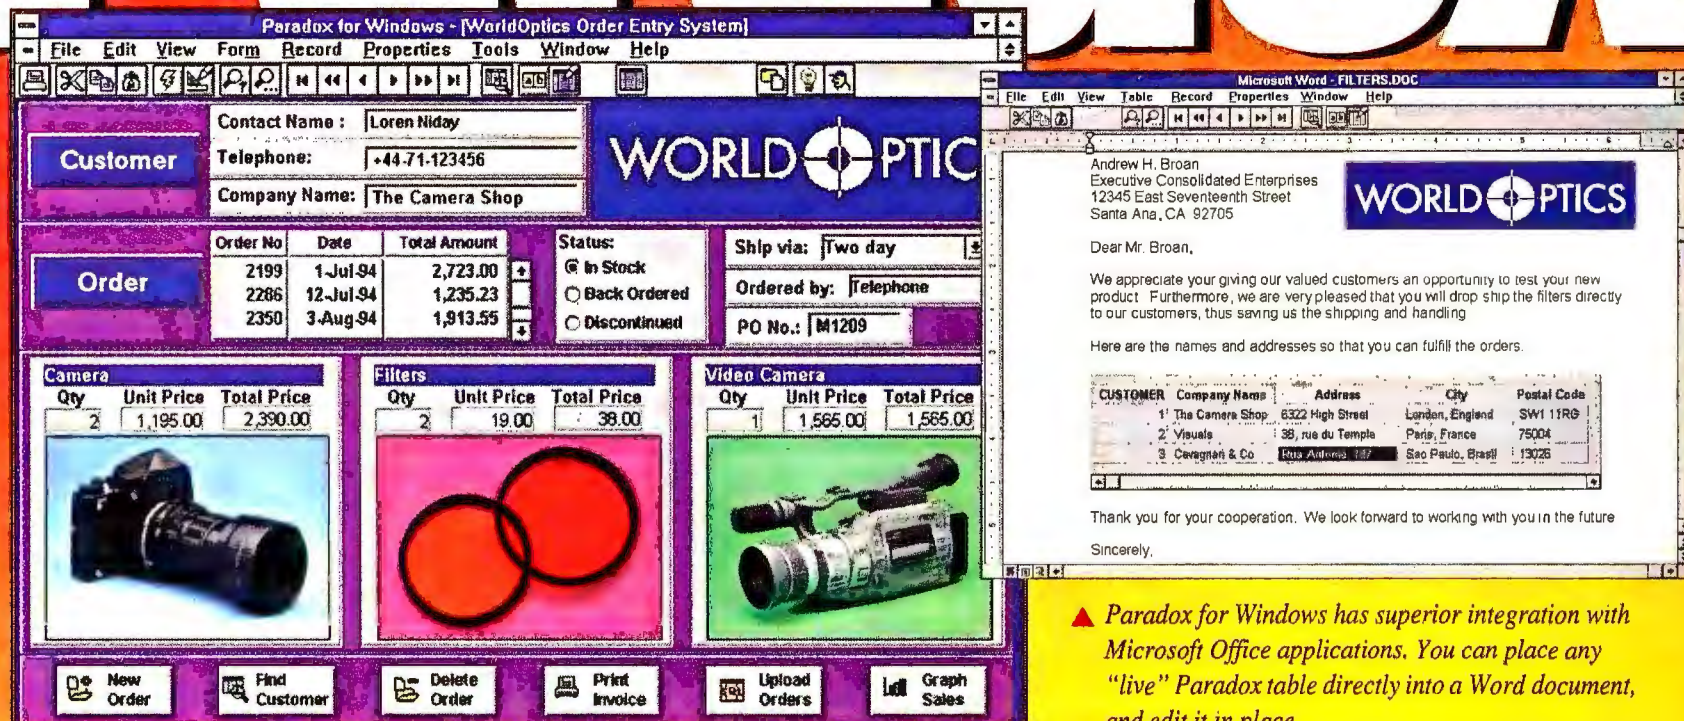 Paradox for Windows - [WorldOptics Order Entry System]
File Edit View Form Record Properties Tools Window Help
Customer
Contact Name : Loren Niday
Telephone: +44-71-123456
Company Name: The Camera Shop
WORLD PTIC
Order
Order No Date Total Amount
2199 1-Jul-94 2,723.00
2286 12-Jul-94 1,235.23
2350 3-Aug-94 1,913.55
Status:
In Stock
Back Ordered
Discontinued
Ship via: Two day
Ordered by: Telephone
PO No.: M1209
Camera
Qty Unit Price Total Price
2 1,195.00 2,390.00
Filters
Qty Unit Price Total Price
2 19.00 38.00
Video Camera
Qty Unit Price Total Price
1 1,565.00 1,565.00
New Order
Find Customer
Delete Order
Print Invoice
Upload Orders
Graph Sales
Microsoft Word - FILTERS.DOC
File Edit View Table Record Properties Window Help
Andrew H. Broan
Executive Consolidated Enterprises
12345 East Seventeenth Street
Santa Ana, CA 92705
WORLD PTICS
Dear Mr. Broan,
We appreciate your giving our valued customers an opportunity to test your new
product Furthermore, we are very pleased that you will drop ship the filters directly
to our customers, thus saving us the shipping and handling
Here are the names and addresses so that you can fulfill the orders.
CUSTOMER Company Name Address City Postal Code
1 The Camera Shop 6322 High Street London, England SW1 11RG
2 Visuals 38, rue du Temple Paris, France 75004
3 Cavagnari & Co Rua Antonia Sao Paulo, Brasil 13026
Thank you for your cooperation. We look forward to working with you in the future
Sincerely,
Paradox for Windows has superior integration with
Microsoft Office applications. You can place any
"live" Paradox table directly into a Word document,
and edit it in place.